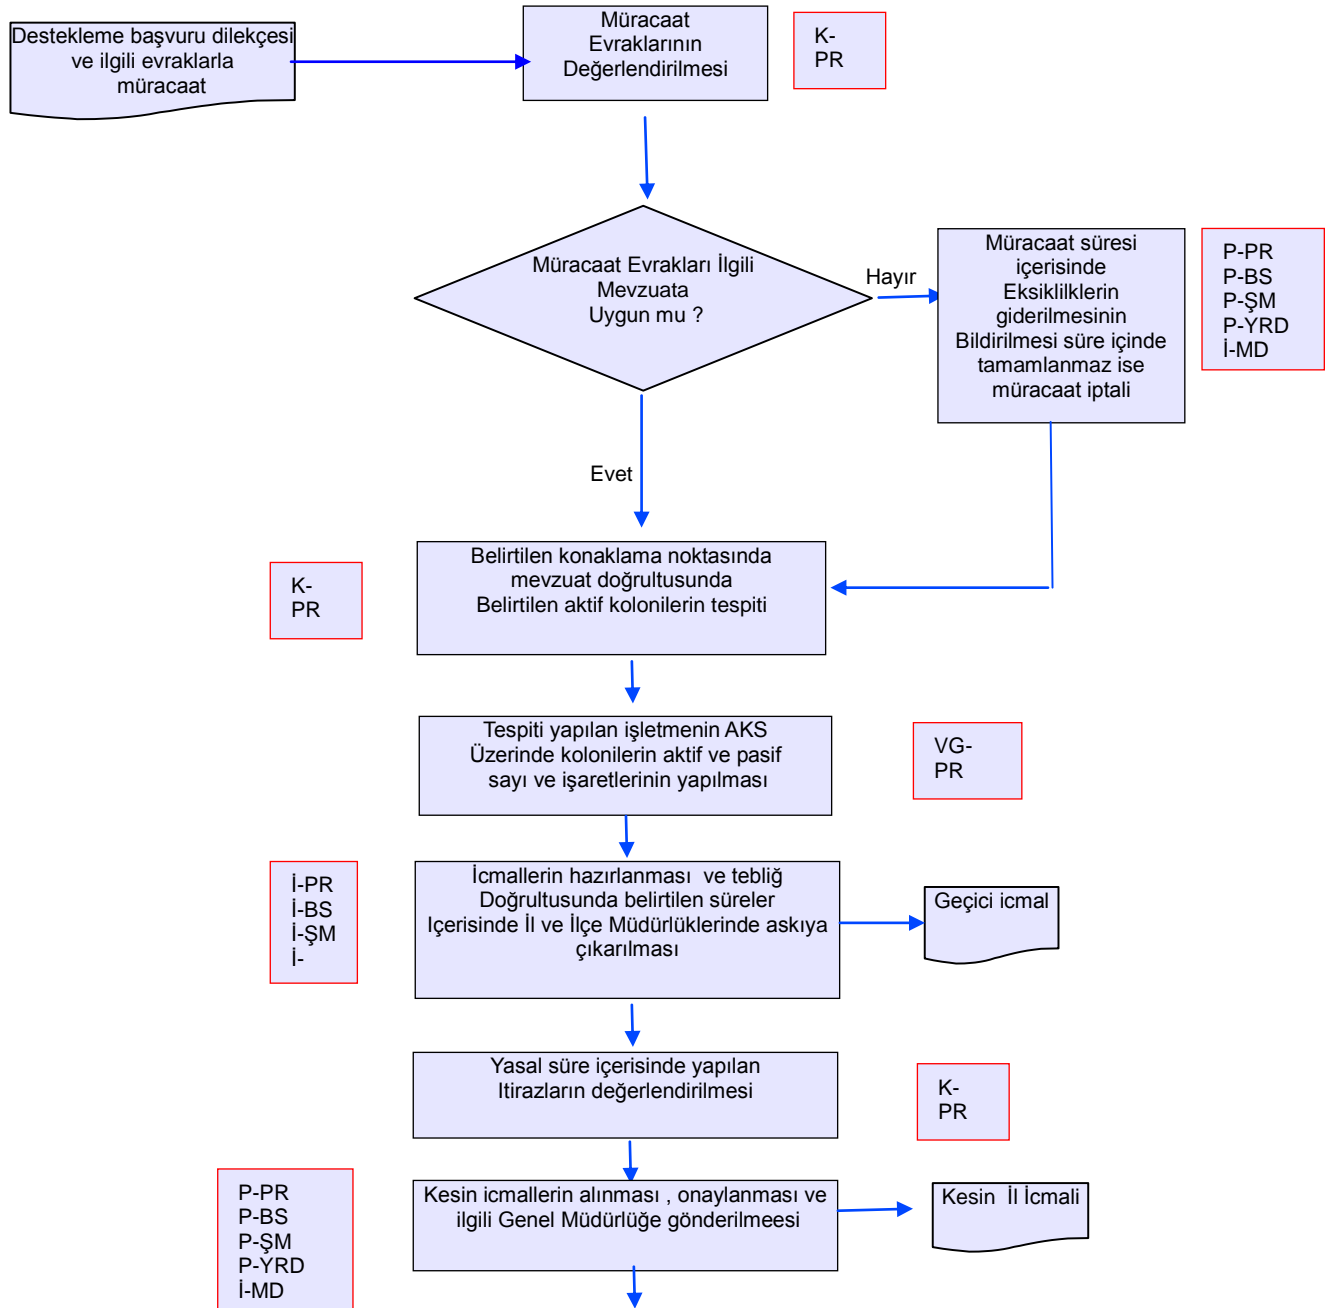 Destekleme başvuru dilekçesi
ve ilgili evraklarla
müracaat
Müracaat
Evraklarının
Değerlendirilmesi
K-
PR
Müracaat Evrakları İlgili
Mevzuata
Uygun mu ?
Hayır
Müracaat süresi
içerisinde
Eksiklilklerin
giderilmesinin
Bildirilmesi süre içinde
tamamlanmaz ise
müracaat iptali
P-PR
P-BS
P-ŞM
P-YRD
İ-MD
Evet
K-
PR
Belirtilen konaklama noktasında
mevzuat doğrultusunda
Belirtilen aktif kolonilerin tespiti
Tespiti yapılan işletmenin AKS
Üzerinde kolonilerin aktif ve pasif
sayı ve işaretlerinin yapılması
VG-
PR
İ-PR
İ-BS
İ-ŞM
İ-
İcmallerin hazırlanması ve tebliğ
Doğrultusunda belirtilen süreler
Içerisinde İl ve İlçe Müdürlüklerinde askıya
çıkarılması
Geçici icmal
Yasal süre içerisinde yapılan
Itirazların değerlendirilmesi
K-
PR
P-PR
P-BS
P-ŞM
P-YRD
İ-MD
Kesin icmallerin alınması , onaylanması ve
ilgili Genel Müdürlüğe gönderilmeesi
Kesin İl İcmali